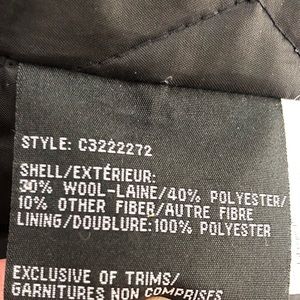 STYLE: C3222272
SHELL/EXTÉRIEUR:
30% WOOL-LAINE/40% POLYESTER/
10% OTHER FIBER/AUTRE FIBRE
LINING/DOUBLURE:100% POLYESTER
EXCLUSIVE OF TRIMS/
GARNITURES NON COMPRISES